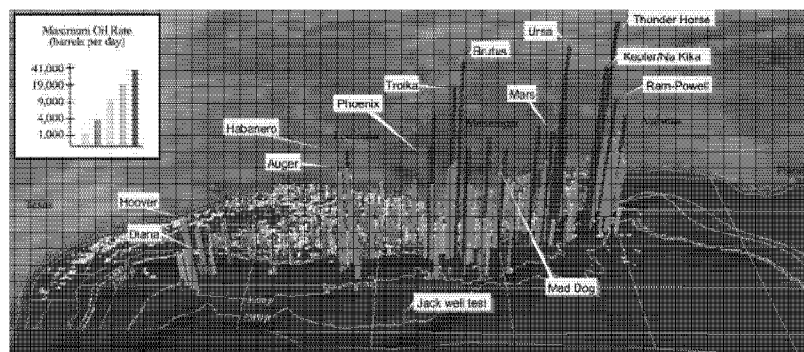 Maximum Oil Rate
(barrels per day)
41,000
19,000
9,000
4,000
1,000
Thunder Horse
Ursa
Brutus
Kepler/Na Kika
Troika
Ram-Powell
Mars
Phoenix
Habanero
Auger
Texas
Hoover
Diana
Mad Dog
Jack well test